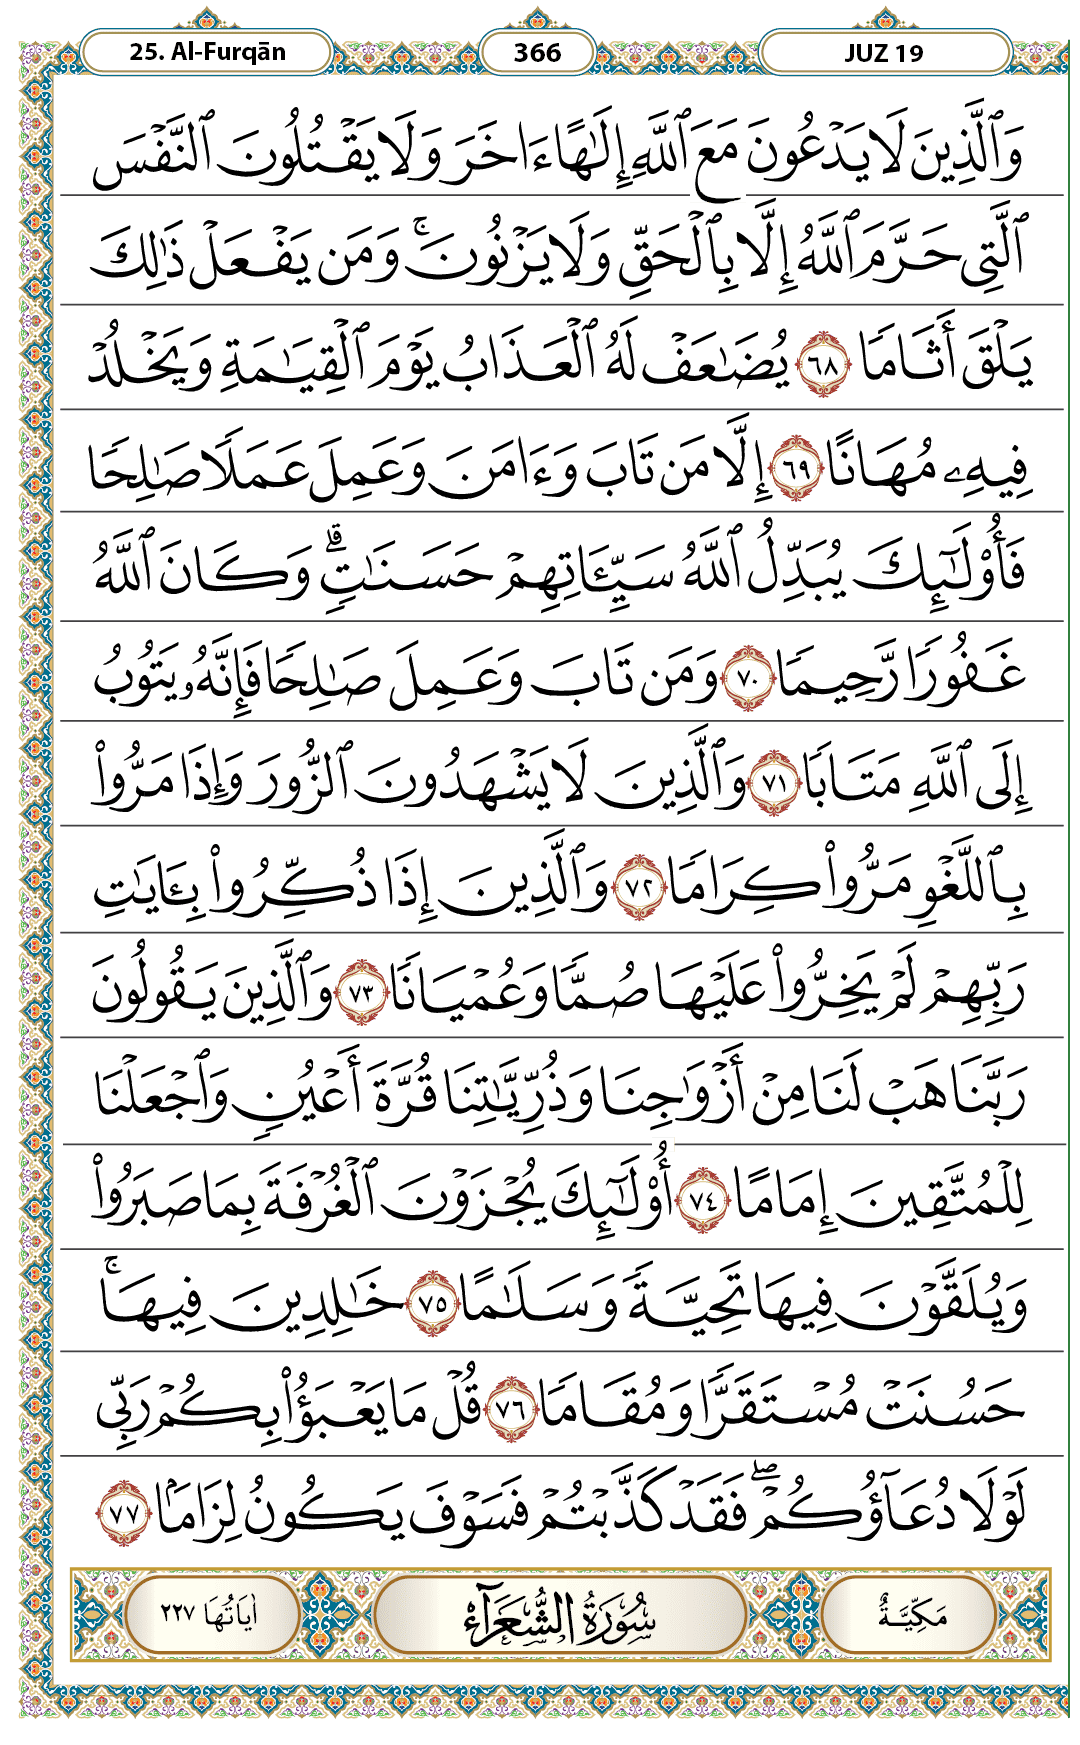 25. Al-Furqān 366 JUZ 19
وَٱلَّذِينَ لَا يَدْعُونَ مَعَ ٱللَّهِ إِلَٰهًا ءَاخَرَ وَلَا يَقْتُلُونَ ٱلنَّفْسَ
ٱلَّتِى حَرَّمَ ٱللَّهُ إِلَّا بِٱلْحَقِّ وَلَا يَزْنُونَ ۚ وَمَن يَفْعَلْ ذَٰلِكَ
يَلْقَ أَثَامًا ٦٨ يُضَٰعَفْ لَهُ ٱلْعَذَابُ يَوْمَ ٱلْقِيَٰمَةِ وَيَخْلُدْ
فِيهِۦ مُهَانًا ٦٩ إِلَّا مَن تَابَ وَءَامَنَ وَعَمِلَ عَمَلًا صَٰلِحًا
فَأُو۟لَٰٓئِكَ يُبَدِّلُ ٱللَّهُ سَيِّـَٔاتِهِمْ حَسَنَٰتٍ ۗ وَكَانَ ٱللَّهُ
غَفُورًا رَّحِيمًا ٧٠ وَمَن تَابَ وَعَمِلَ صَٰلِحًا فَإِنَّهُۥ يَتُوبُ
إِلَى ٱللَّهِ مَتَابًا ٧١ وَٱلَّذِينَ لَا يَشْهَدُونَ ٱلزُّورَ وَإِذَا مَرُّوا۟
بِٱللَّغْوِ مَرُّوا۟ كِرَامًا ٧٢ وَٱلَّذِينَ إِذَا ذُكِّرُوا۟ بِـَٔايَٰتِ
رَبِّهِمْ لَمْ يَخِرُّوا۟ عَلَيْهَا صُمًّا وَعُمْيَانًا ٧٣ وَٱلَّذِينَ يَقُولُونَ
رَبَّنَا هَبْ لَنَا مِنْ أَزْوَٰجِنَا وَذُرِّيَّٰتِنَا قُرَّةَ أَعْيُنٍ وَٱجْعَلْنَا
لِلْمُتَّقِينَ إِمَامًا ٧٤ أُو۟لَٰٓئِكَ يُجْزَوْنَ ٱلْغُرْفَةَ بِمَا صَبَرُوا۟
وَيُلَقَّوْنَ فِيهَا تَحِيَّةً وَسَلَٰمًا ٧٥ خَٰلِدِينَ فِيهَا ۚ
حَسُنَتْ مُسْتَقَرًّا وَمُقَامًا ٧٦ قُلْ مَا يَعْبَؤُا۟ بِكُمْ رَبِّى
لَوْلَا دُعَآؤُكُمْ ۖ فَقَدْ كَذَّبْتُمْ فَسَوْفَ يَكُونُ لِزَامًۢا ٧٧
مَكِّيَّةٌ سُورَةُ الشُّعَرَآءِ اٰيَاتُهَا ٢٢٧